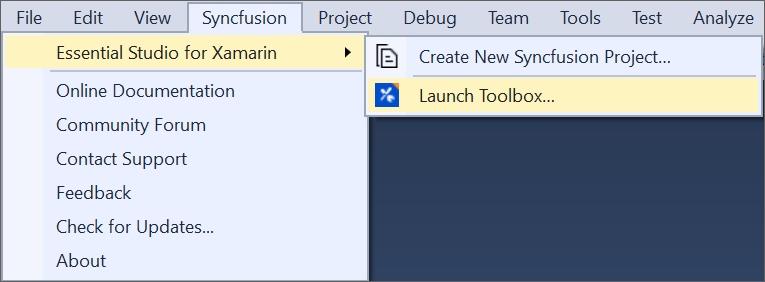 File Edit View Syncfusion Project Debug Team Tools Test Analyze
Essential Studio for Xamarin
Create New Syncfusion Project...
Launch Toolbox...
Online Documentation
Community Forum
Contact Support
Feedback
Check for Updates...
About